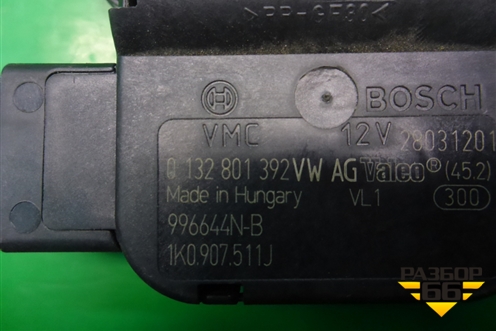 >PP-GF30<
BOSCH
VMC 12V 28031201
0 132 801 392 VW AG Valeo® (45.2)
Made in Hungary VL1 300
996644N-B
1K0.907.511J
РАЗБОР
66